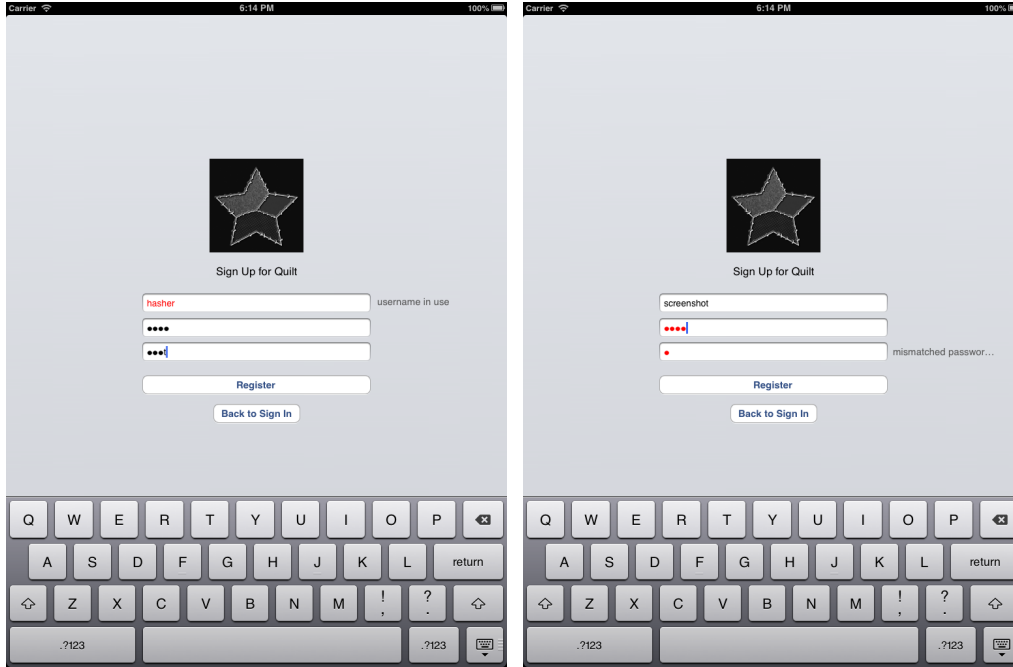 Carrier 6:14 PM 100%
Sign Up for Quilt
hasher username in use
●●●●
●●●t
Register
Back to Sign In
Q W E R T Y U I O P
A S D F G H J K L return
Z X C V B N M ! , ? .
.?123 .?123
Carrier 6:14 PM 100%
Sign Up for Quilt
screenshot
●●●●
● mismatched passwor...
Register
Back to Sign In
Q W E R T Y U I O P
A S D F G H J K L return
Z X C V B N M ! , ? .
.?123 .?123